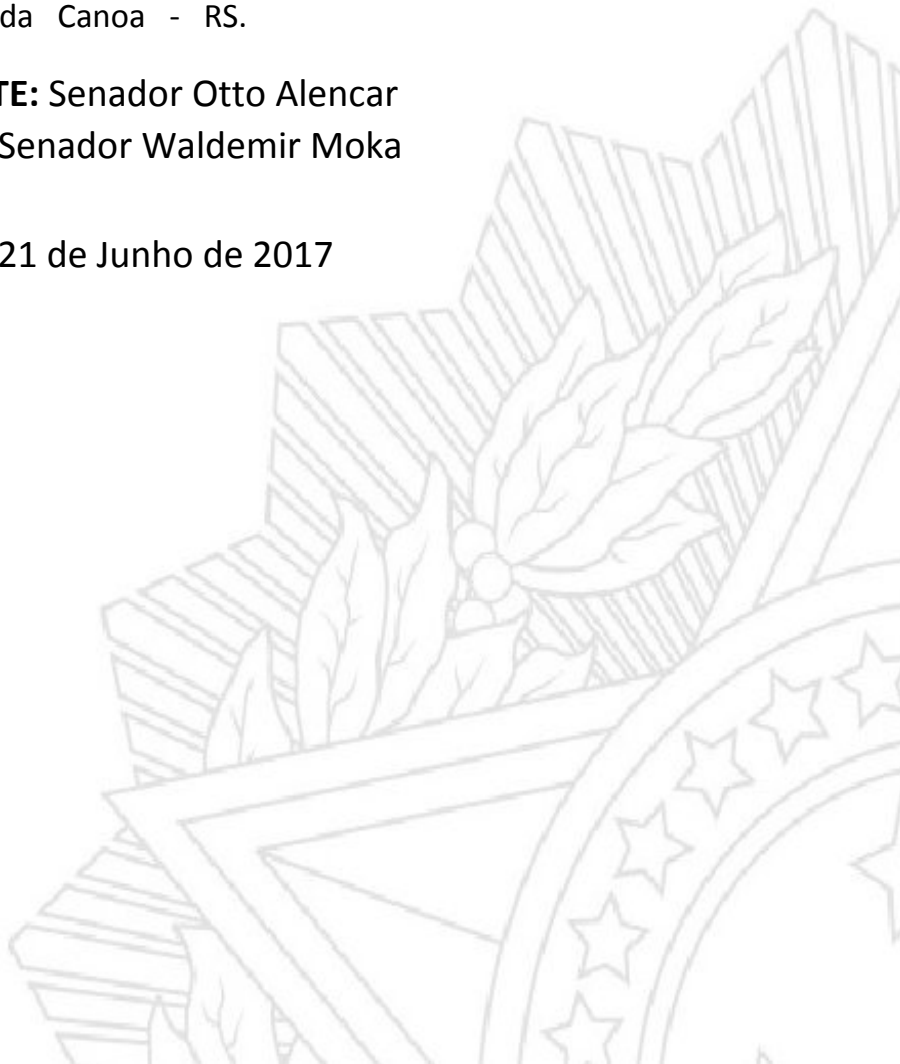 da Canoa - RS.
TE: Senador Otto Alencar
Senador Waldemir Moka
21 de Junho de 2017